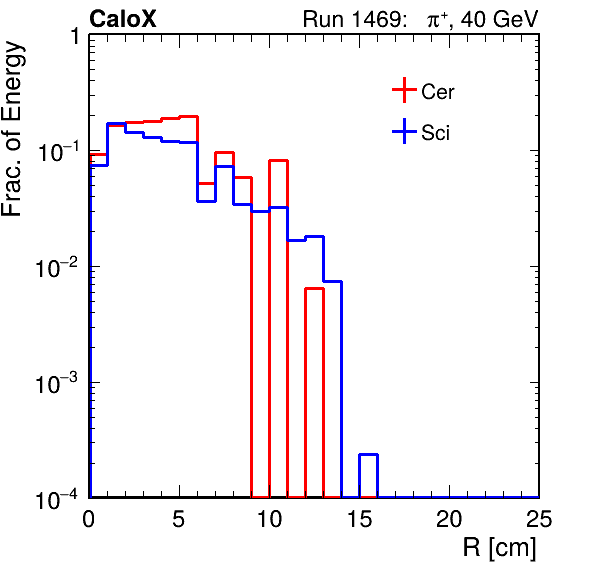 CaloX Run 1469: π⁺, 40 GeV
Frac. of Energy
1
10⁻¹
10⁻²
10⁻³
10⁻⁴
Cer
Sci
0 5 10 15 20 25
R [cm]